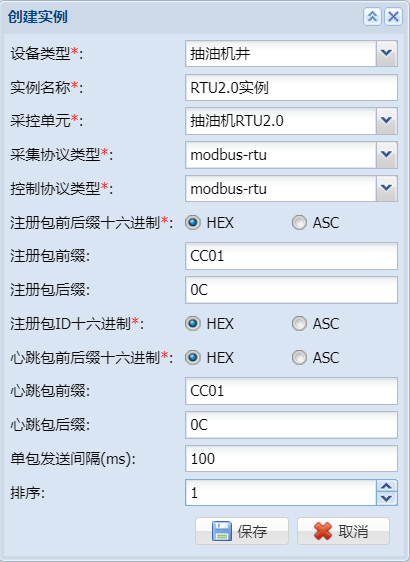 创建实例
设备类型*: 抽油机井
实例名称*: RTU2.0实例
采控单元*: 抽油机RTU2.0
采集协议类型*: modbus-rtu
控制协议类型*: modbus-rtu
注册包前后缀十六进制*: HEX ASC
注册包前缀: CC01
注册包后缀: 0C
注册包ID十六进制*: HEX ASC
心跳包前后缀十六进制*: HEX ASC
心跳包前缀: CC01
心跳包后缀: 0C
单包发送间隔(ms): 100
排序: 1
保存 取消